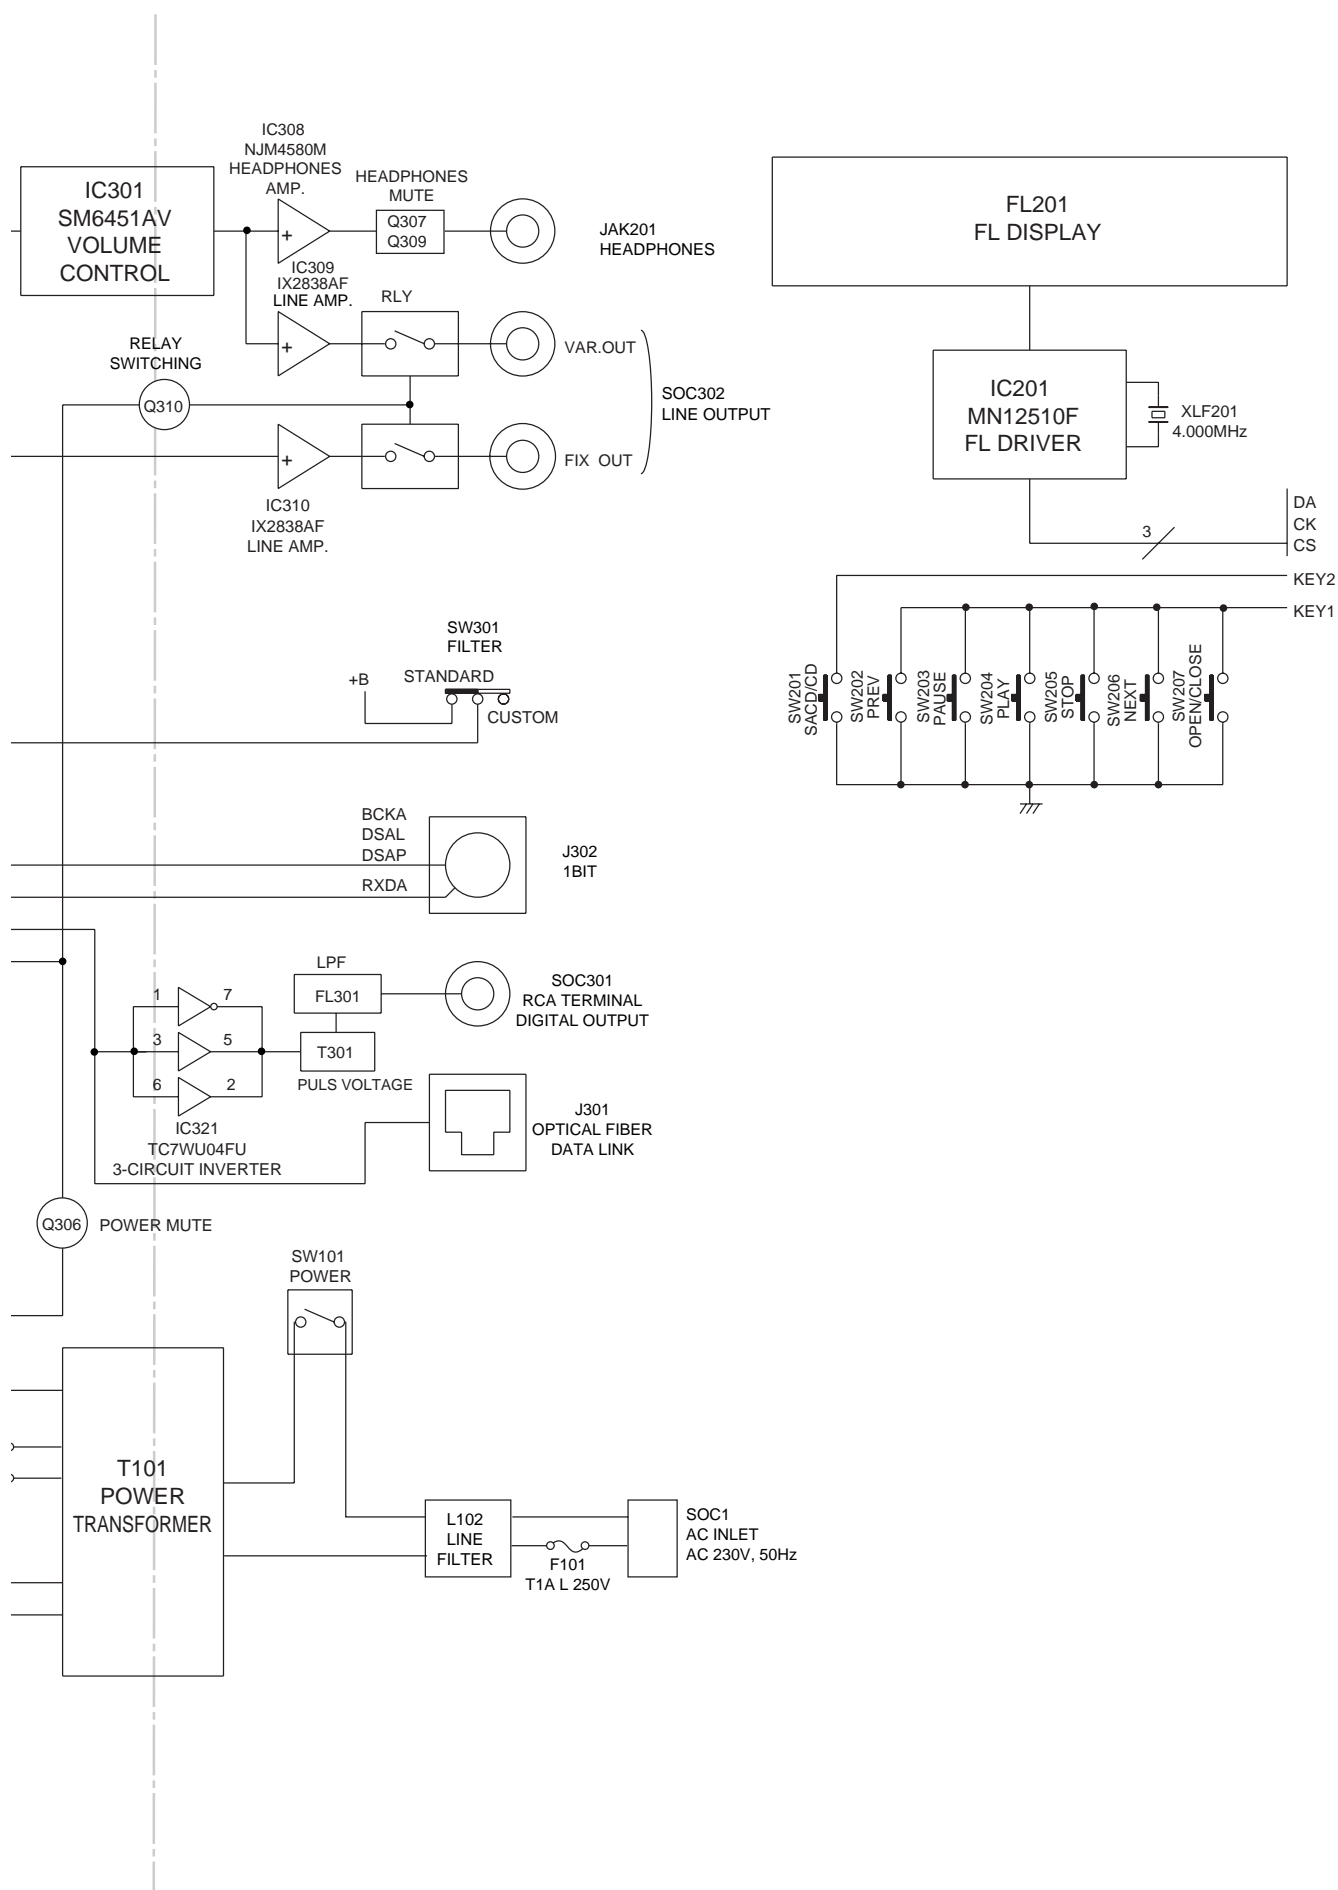 IC308
NJM4580M
HEADPHONES
AMP.
HEADPHONES
MUTE
IC301
SM6451AV
VOLUME
CONTROL
Q307
Q309
JAK201
HEADPHONES
IC309
IX2838AF
LINE AMP.
RLY
VAR.OUT
RELAY
SWITCHING
Q310
SOC302
LINE OUTPUT
FIX OUT
IC310
IX2838AF
LINE AMP.
FL201
FL DISPLAY
IC201
MN12510F
FL DRIVER
XLF201
4.000MHz
3
DA
CK
CS
KEY2
KEY1
SW201
SACD/CD
SW202
PREV
SW203
PAUSE
SW204
PLAY
SW205
STOP
SW206
NEXT
SW207
OPEN/CLOSE
SW301
FILTER
+B
STANDARD
CUSTOM
BCKA
DSAL
DSAP
RXDA
J302
1BIT
LPF
FL301
SOC301
RCA TERMINAL
DIGITAL OUTPUT
1 7
3 5
6 2
T301
PULS VOLTAGE
IC321
TC7WU04FU
3-CIRCUIT INVERTER
J301
OPTICAL FIBER
DATA LINK
Q306
POWER MUTE
SW101
POWER
T101
POWER
TRANSFORMER
L102
LINE
FILTER
F101
T1A L 250V
SOC1
AC INLET
AC 230V, 50Hz